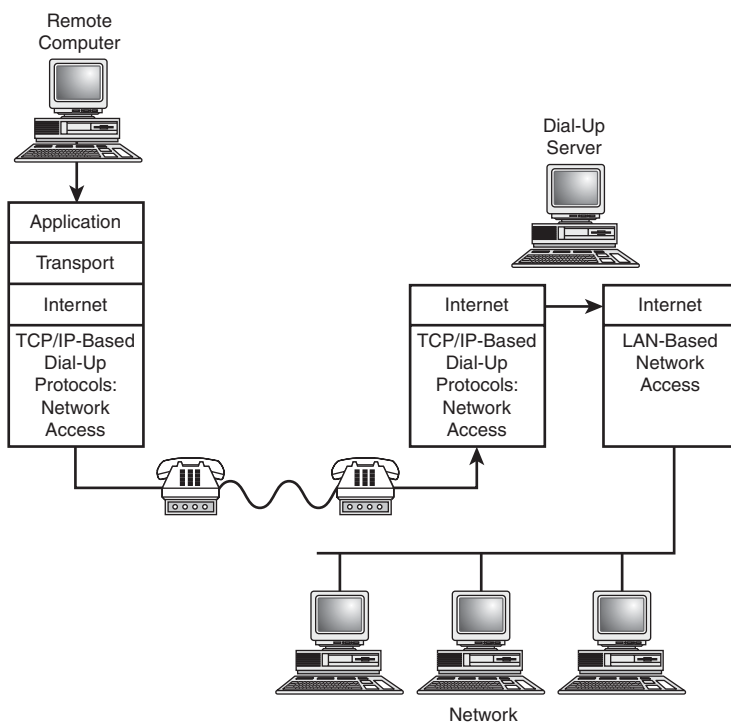 Remote
Computer
Dial-Up
Server
Application
Transport
Internet
TCP/IP-Based
Dial-Up
Protocols:
Network
Access
Internet
TCP/IP-Based
Dial-Up
Protocols:
Network
Access
Internet
LAN-Based
Network
Access
Network